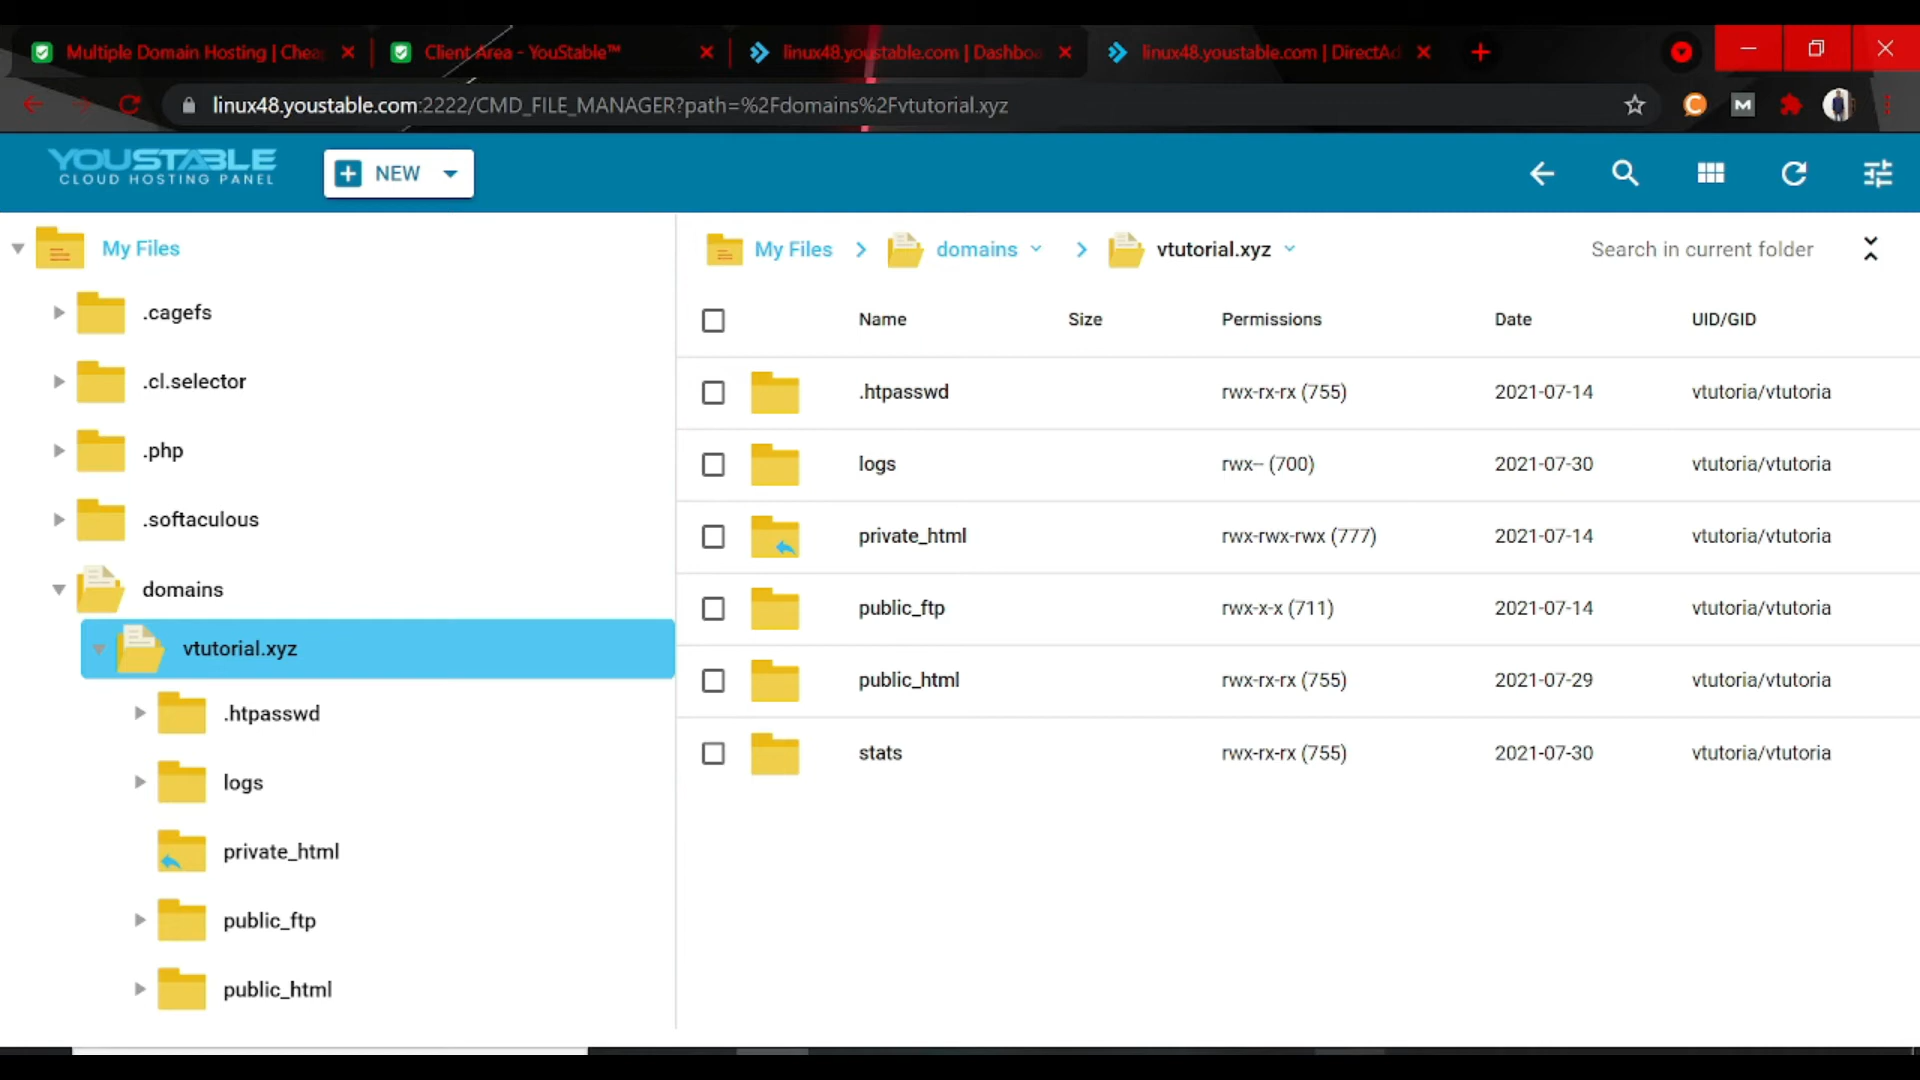 Multiple Domain Hosting | Chea
Client Area - YouStable™
linux48.youstable.com | Dashboa
linux48.youstable.com | DirectAd
linux48.youstable.com:2222/CMD_FILE_MANAGER?path=%2Fdomains%2Fvtutorial.xyz
C
M
YOUSTABLE
CLOUD HOSTING PANEL
NEW
My Files
.cagefs
.cl.selector
.php
.softaculous
domains
vtutorial.xyz
.htpasswd
logs
private_html
public_ftp
public_html
My Files domains vtutorial.xyz Search in current folder
Name Size Permissions Date UID/GID
.htpasswd rwx-rx-rx (755) 2021-07-14 vtutoria/vtutoria
logs rwx-- (700) 2021-07-30 vtutoria/vtutoria
private_html rwx-rwx-rwx (777) 2021-07-14 vtutoria/vtutoria
public_ftp rwx-x-x (711) 2021-07-14 vtutoria/vtutoria
public_html rwx-rx-rx (755) 2021-07-29 vtutoria/vtutoria
stats rwx-rx-rx (755) 2021-07-30 vtutoria/vtutoria